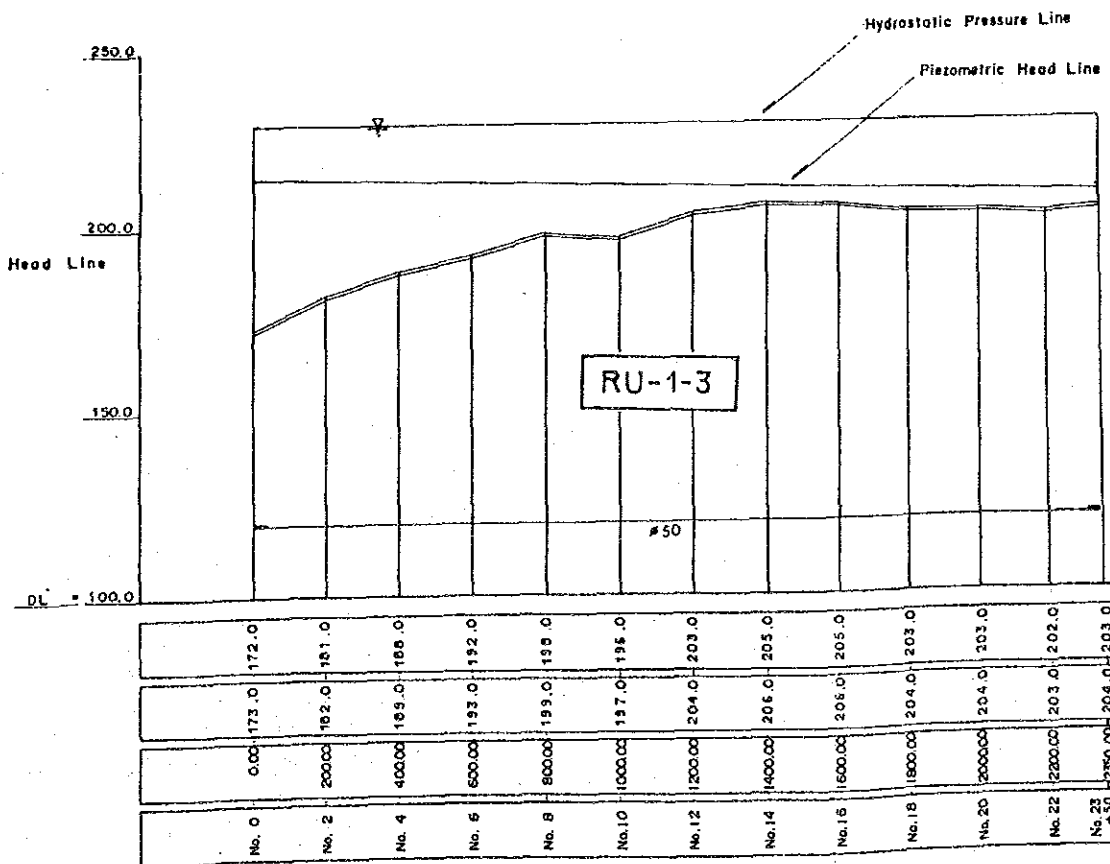 Hydrostatic Pressure Line
Piezometric Head Line
250.0
200.0
Head Line
150.0
RU-1-3
ø50
DL = 100.0
172.0 181.0 188.0 192.0 198.0 196.0 203.0 205.0 205.0 203.0 203.0 202.0 203.0
173.0 182.0 189.0 193.0 199.0 197.0 204.0 206.0 206.0 204.0 204.0 203.0 204.0
0.00 200.00 400.00 600.00 800.00 1000.00 1200.00 1400.00 1600.00 1800.00 2000.00 2200.00 2350.00
No. 0 No. 2 No. 4 No. 6 No. 8 No. 10 No. 12 No. 14 No. 16 No. 18 No. 20 No. 22 No. 23
+50